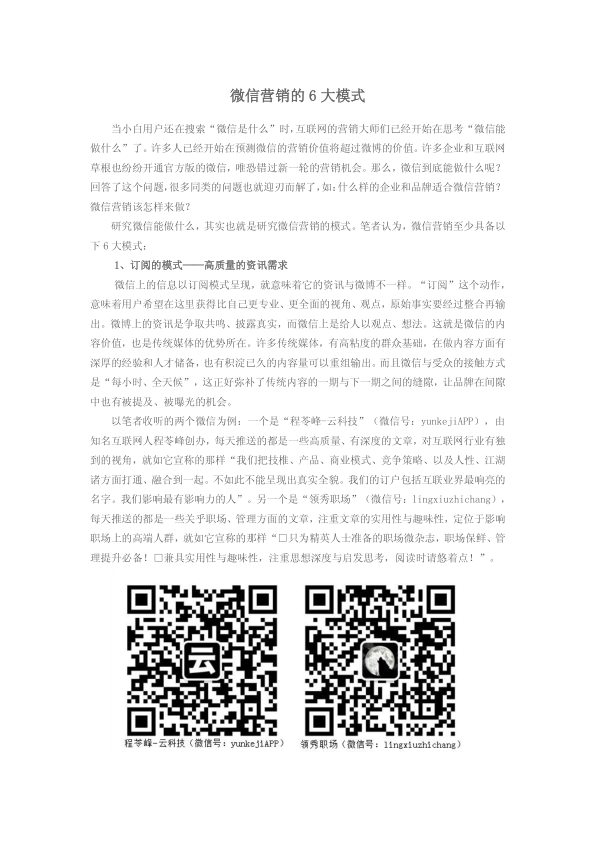 微信营销的 6 大模式
当小白用户还在搜索“微信是什么”时，互联网的营销大师们已经开始在思考“微信能
做什么”了。许多人已经开始在预测微信的营销价值将超过微博的价值。许多企业和互联网
草根也纷纷开通官方版的微信，唯恐错过新一轮的营销机会。那么，微信到底能做什么呢？
回答了这个问题，很多同类的问题也就迎刃而解了，如：什么样的企业和品牌适合微信营销？
微信营销该怎样来做？
研究微信能做什么，其实也就是研究微信营销的模式。笔者认为，微信营销至少具备以
下 6 大模式：
1、订阅的模式——高质量的资讯需求
微信上的信息以订阅模式呈现，就意味着它的资讯与微博不一样。“订阅”这个动作，
意味着用户希望在这里获得比自己更专业、更全面的视角、观点，原始事实要经过整合再输
出。微博上的资讯是争取共鸣、披露真实，而微信上是给人以观点、想法。这就是微信的内
容价值，也是传统媒体的优势所在。许多传统媒体，有高粘度的群众基础，在做内容方面有
深厚的经验和人才储备，也有积淀已久的内容量可以重组输出。而且微信与受众的接触方式
是“每小时、全天候”，这正好弥补了传统内容的一期与下一期之间的缝隙，让品牌在间隙
中也有被提及、被曝光的机会。
以笔者收听的两个微信为例：一个是“程苓峰-云科技”（微信号：yunkejiAPP），由
知名互联网人程苓峰创办，每天推送的都是一些高质量、有深度的文章，对互联网行业有独
到的视角，就如它宣称的那样“我们把技椎、产品、商业模式、竞争策略、以及人性、江湖
诸方面打通、融合到一起。不如此不能呈现出真实全貌。我们的订户包括互联业界最响亮的
名字。我们影响最有影响力的人”。另一个是“领秀职场”（微信号：lingxiuzhichang），
每天推送的都是一些关乎职场、管理方面的文章，注重文章的实用性与趣味性，定位于影响
职场上的高端人群，就如它宣称的那样“□只为精英人士准备的职场微杂志，职场保鲜、管
理提升必备！□兼具实用性与趣味性，注重思想深度与启发思考，阅读时请悠着点！”。
云
程苓峰-云科技（微信号：yunkejiAPP） 领秀职场（微信号：lingxiuzhichang）